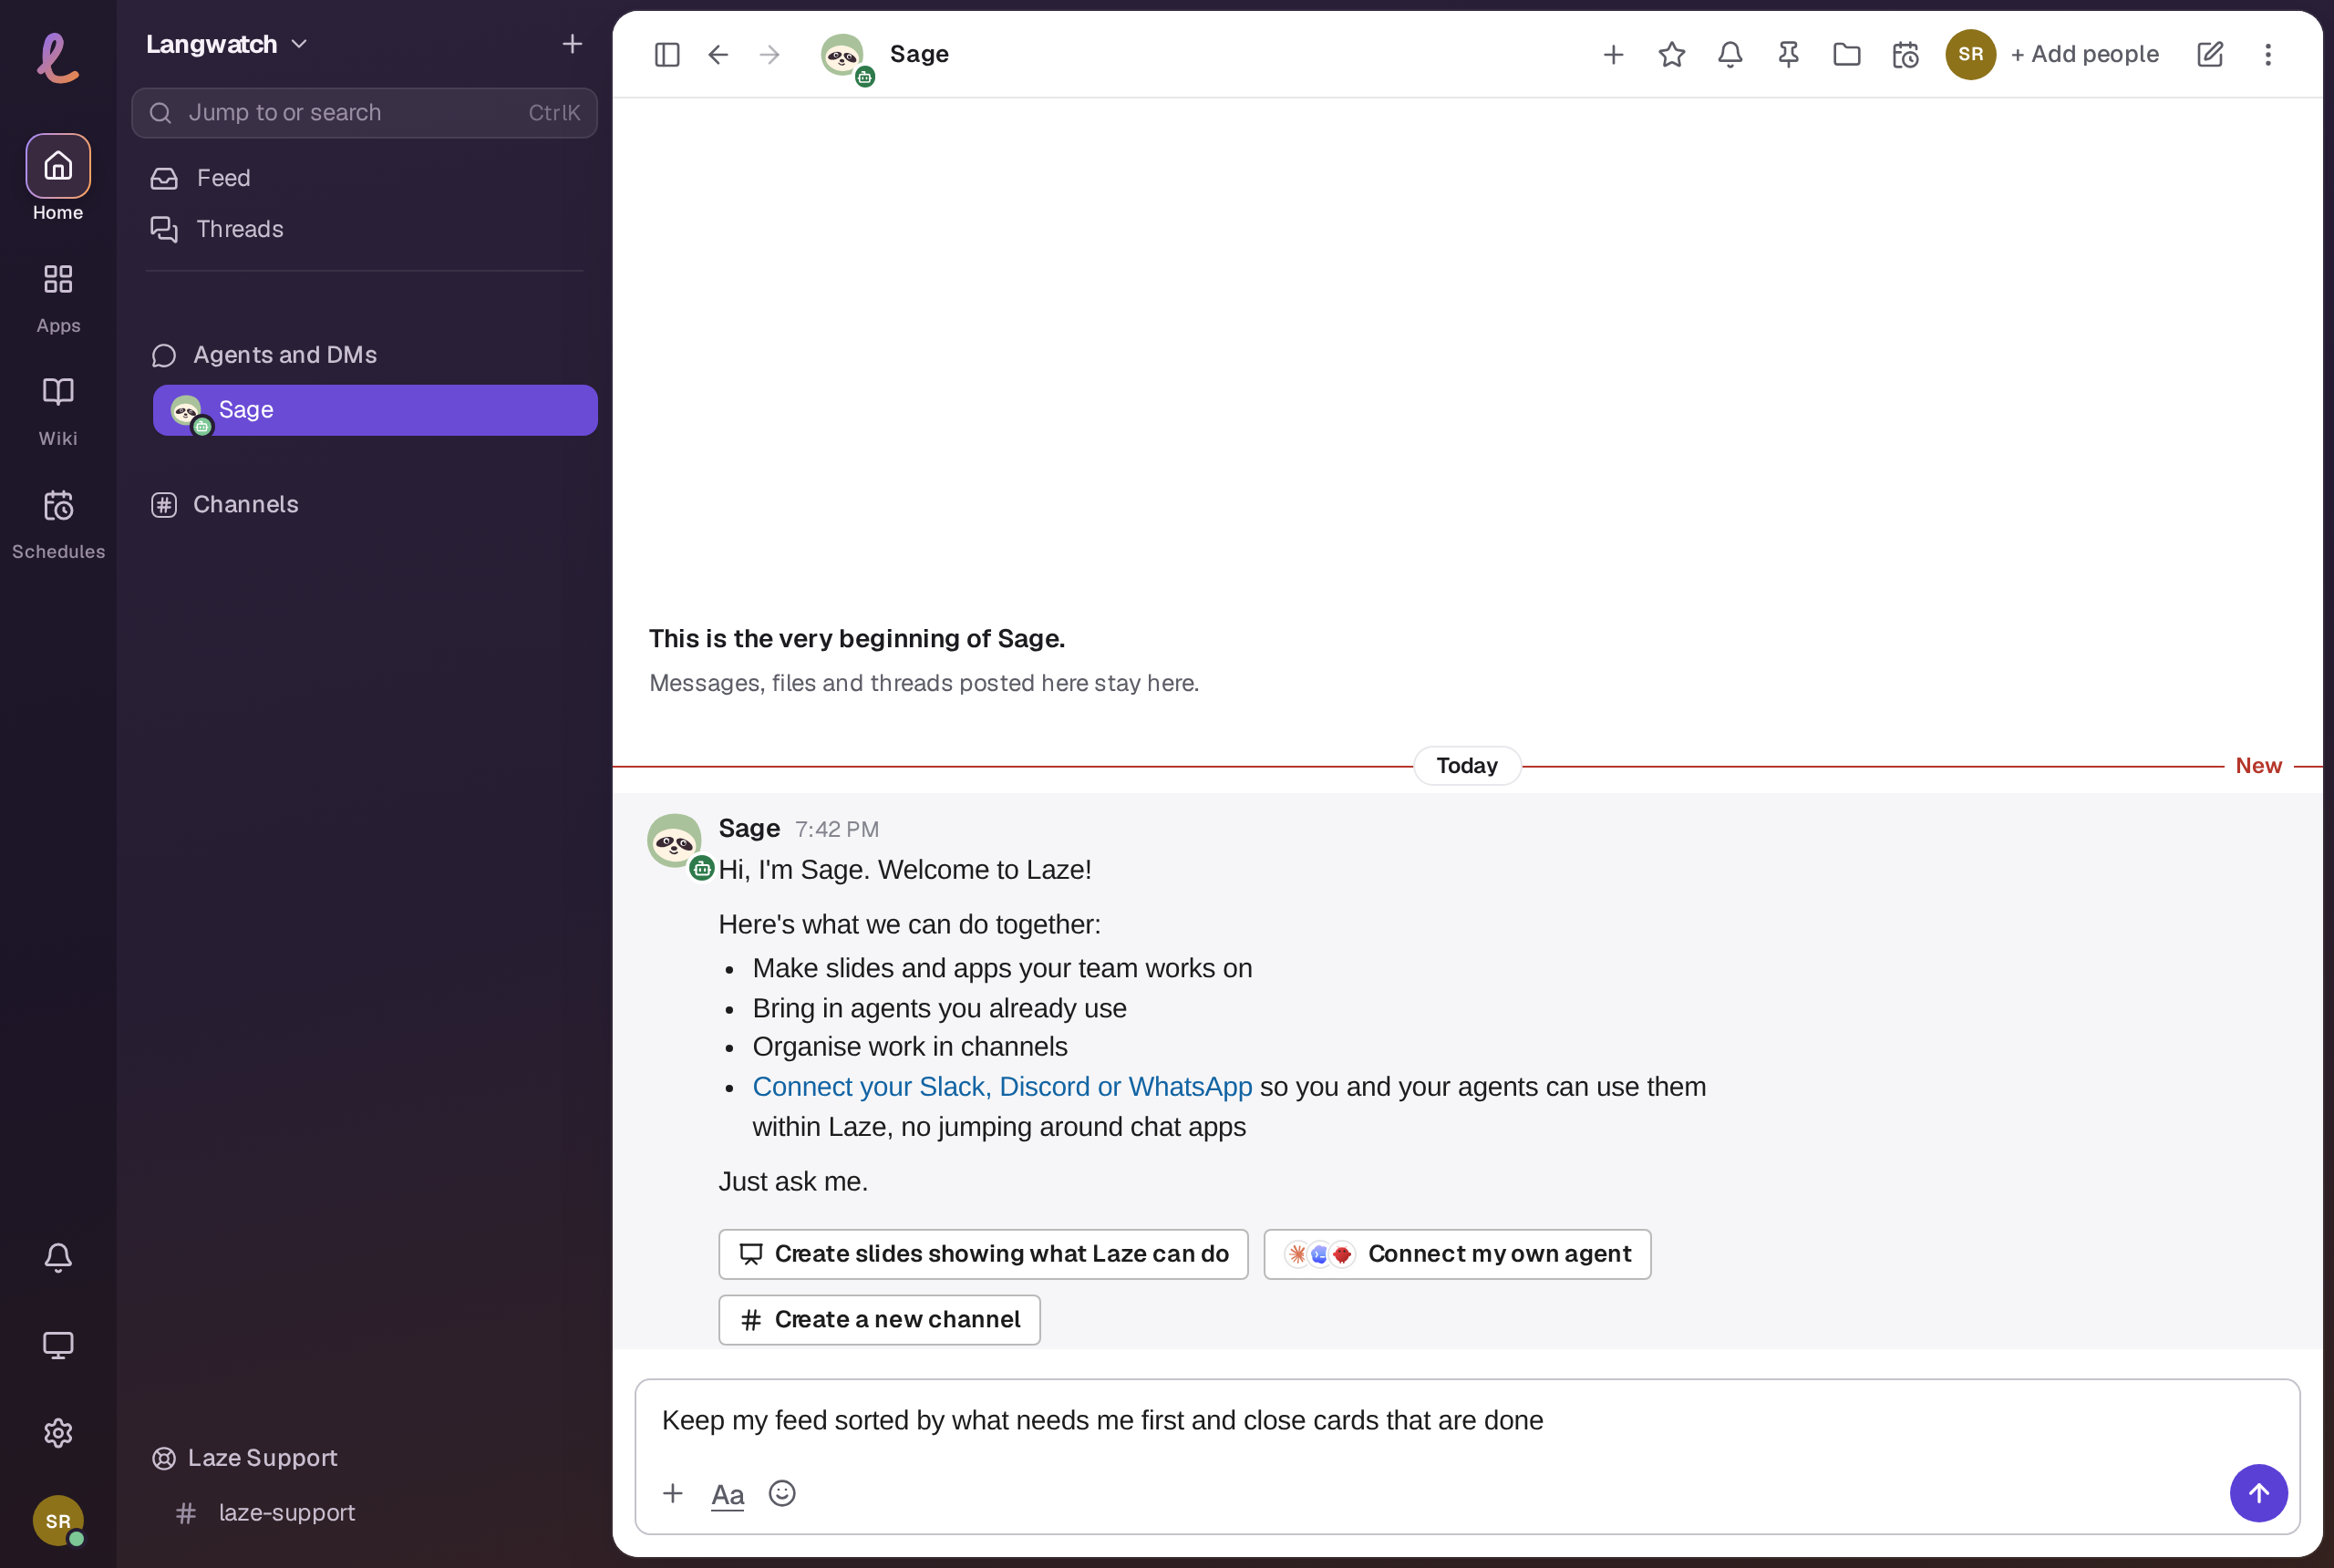 Langwatch
Jump to or search CtrlK
Home
Feed
Threads
Apps
Agents and DMs
Sage
Wiki
Channels
Schedules
Laze Support
laze-support
SR
Sage
SR + Add people
This is the very beginning of Sage.
Messages, files and threads posted here stay here.
Today
New
Sage 7:42 PM
Hi, I'm Sage. Welcome to Laze!
Here's what we can do together:
• Make slides and apps your team works on
• Bring in agents you already use
• Organise work in channels
• Connect your Slack, Discord or WhatsApp so you and your agents can use them
within Laze, no jumping around chat apps
Just ask me.
Create slides showing what Laze can do
Connect my own agent
Create a new channel
Keep my feed sorted by what needs me first and close cards that are done
Aa